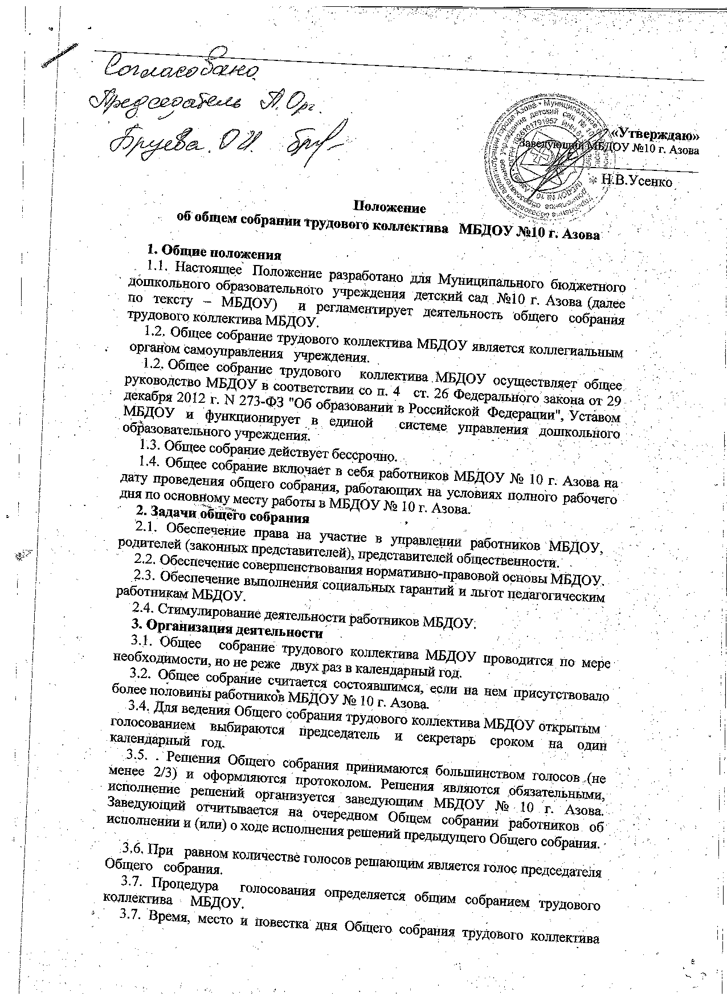 Согласовано
Председатель П.Орг.
Бруева О И.
«Утверждаю»
Заведующий МБДОУ №10 г. Азова
Н.В.Усенко
Положение
об общем собрании трудового коллектива МБДОУ №10 г. Азова
1. Общие положения
1.1. Настоящее Положение разработано для Муниципального бюджетного
дошкольного образовательного учреждения детский сад №10 г. Азова (далее
по тексту – МБДОУ) и регламентирует деятельность общего собрания
трудового коллектива МБДОУ.
1.2. Общее собрание трудового коллектива МБДОУ является коллегиальным
органом самоуправления учреждения.
1.2. Общее собрание трудового коллектива МБДОУ осуществляет общее
руководство МБДОУ в соответствии со п. 4 ст. 26 Федерального закона от 29
декабря 2012 г. N 273-ФЗ "Об образовании в Российской Федерации", Уставом
МБДОУ и функционирует в единой системе управления дошкольного
образовательного учреждения.
1.3. Общее собрание действует бессрочно.
1.4. Общее собрание включает в себя работников МБДОУ № 10 г. Азова на
дату проведения общего собрания, работающих на условиях полного рабочего
дня по основному месту работы в МБДОУ № 10 г. Азова.
2. Задачи общего собрания
2.1. Обеспечение права на участие в управлении работников МБДОУ,
родителей (законных представителей), представителей общественности.
2.2. Обеспечение совершенствования нормативно-правовой основы МБДОУ.
2.3. Обеспечение выполнения социальных гарантий и льгот педагогическим
работникам МБДОУ.
2.4. Стимулирование деятельности работников МБДОУ.
3. Организация деятельности
3.1. Общее собрание трудового коллектива МБДОУ проводится по мере
необходимости, но не реже двух раз в календарный год.
3.2. Общее собрание считается состоявшимся, если на нем присутствовало
более половины работников МБДОУ № 10 г. Азова.
3.4. Для ведения Общего собрания трудового коллектива МБДОУ открытым
голосованием выбираются председатель и секретарь сроком на один
календарный год.
3.5. . Решения Общего собрания принимаются большинством голосов (не
менее 2/3) и оформляются протоколом. Решения являются обязательными,
исполнение решений организуется заведующим МБДОУ № 10 г. Азова.
Заведующий отчитывается на очередном Общем собрании работников об
исполнении и (или) о ходе исполнения решений предыдущего Общего собрания.
3.6. При равном количестве голосов решающим является голос председателя
Общего собрания.
3.7. Процедура голосования определяется общим собранием трудового
коллектива МБДОУ.
3.7. Время, место и повестка дня Общего собрания трудового коллектива